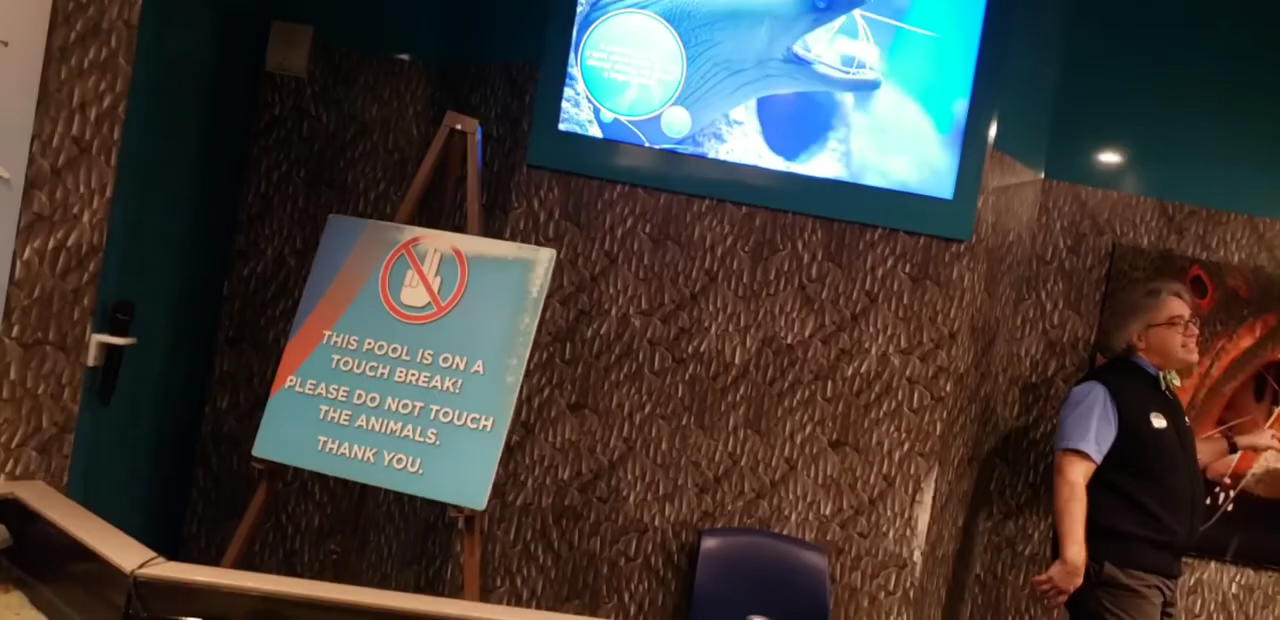 THIS POOL IS ON A
TOUCH BREAK!
PLEASE DO NOT TOUCH
THE ANIMALS.
THANK YOU.